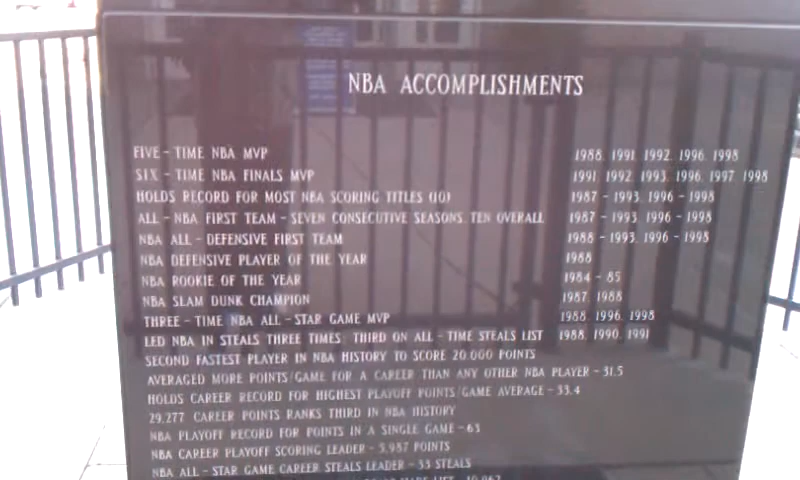 NBA ACCOMPLISHMENTS
FIVE - TIME NBA MVP 1988, 1991, 1992, 1996, 1998
SIX - TIME NBA FINALS MVP 1991, 1992, 1993, 1996, 1997, 1998
HOLDS RECORD FOR MOST NBA SCORING TITLES (10) 1987 - 1993, 1996 - 1998
ALL - NBA FIRST TEAM - SEVEN CONSECUTIVE SEASONS, TEN OVERALL 1987 - 1993, 1996 - 1998
NBA ALL - DEFENSIVE FIRST TEAM 1988 - 1993, 1996 - 1998
NBA DEFENSIVE PLAYER OF THE YEAR 1988
NBA ROOKIE OF THE YEAR 1984 - 85
NBA SLAM DUNK CHAMPION 1987, 1988
THREE - TIME NBA ALL - STAR GAME MVP 1988, 1996, 1998
LED NBA IN STEALS THREE TIMES; THIRD ON ALL - TIME STEALS LIST 1988, 1990, 1991
SECOND FASTEST PLAYER IN NBA HISTORY TO SCORE 20,000 POINTS
AVERAGED MORE POINTS/GAME FOR A CAREER THAN ANY OTHER NBA PLAYER - 31.5
HOLDS CAREER RECORD FOR HIGHEST PLAYOFF POINTS/GAME AVERAGE - 33.4
29,277 CAREER POINTS RANKS THIRD IN NBA HISTORY
NBA PLAYOFF RECORD FOR POINTS IN A SINGLE GAME - 63
NBA CAREER PLAYOFF SCORING LEADER - 5,987 POINTS
NBA ALL - STAR GAME CAREER STEALS LEADER - 33 STEALS